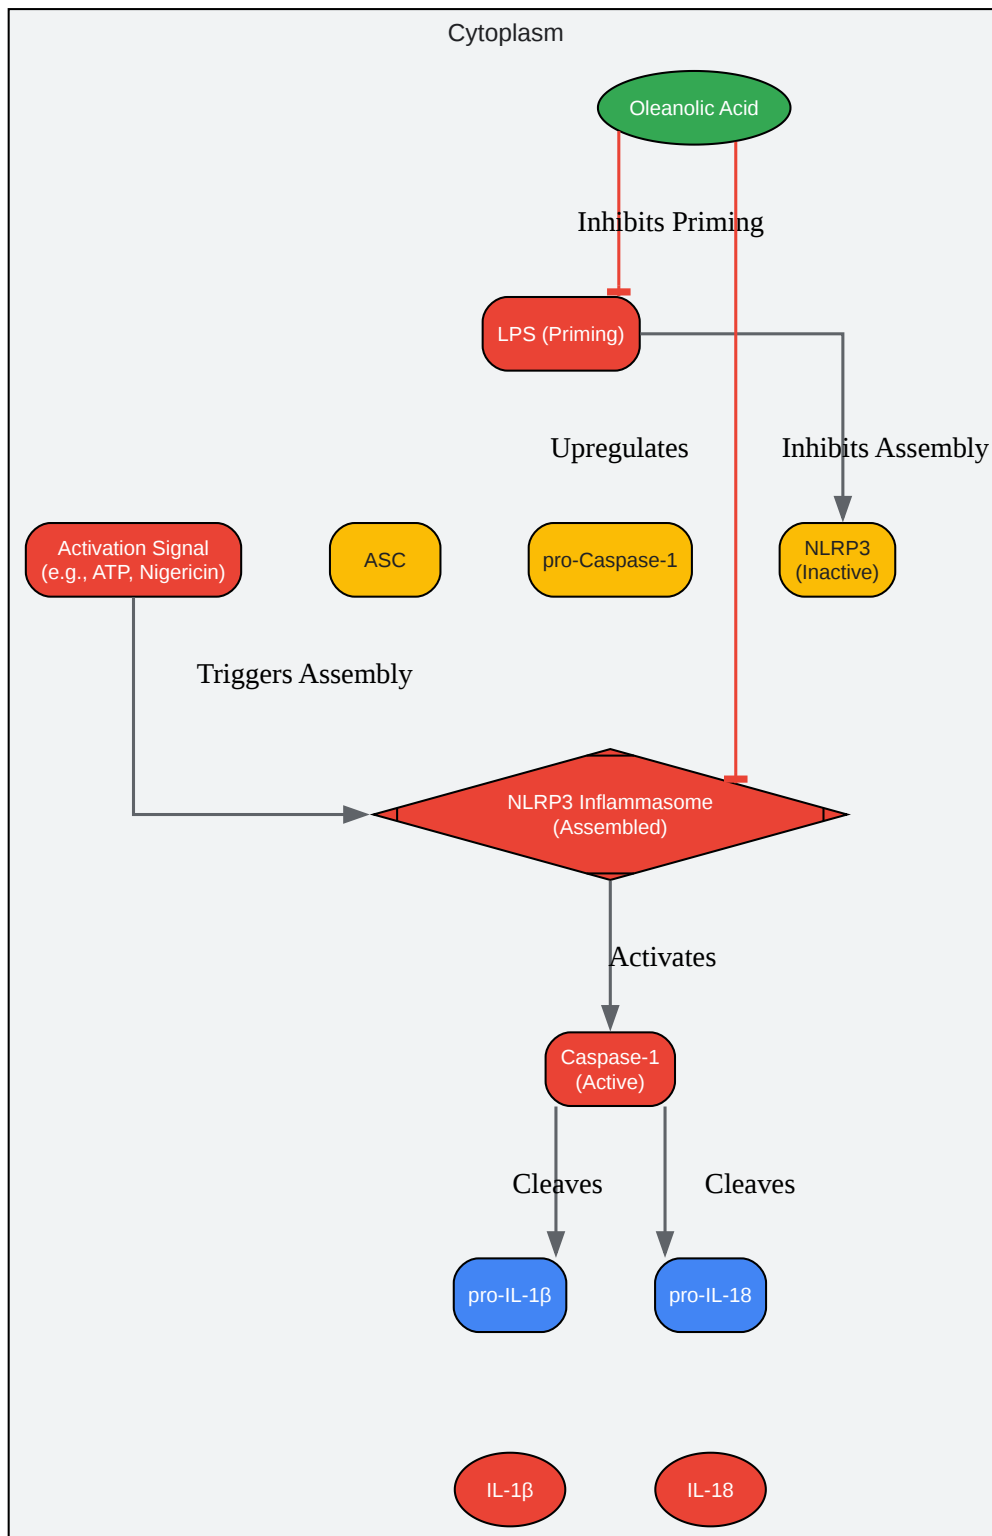 Cytoplasm
Oleanolic Acid
Inhibits Priming
LPS (Priming)
Upregulates
Inhibits Assembly
Activation Signal
(e.g., ATP, Nigericin)
ASC
pro-Caspase-1
NLRP3
(Inactive)
Triggers Assembly
NLRP3 Inflammasome
(Assembled)
Activates
Caspase-1
(Active)
Cleaves
Cleaves
pro-IL-1β
pro-IL-18
IL-1β
IL-18